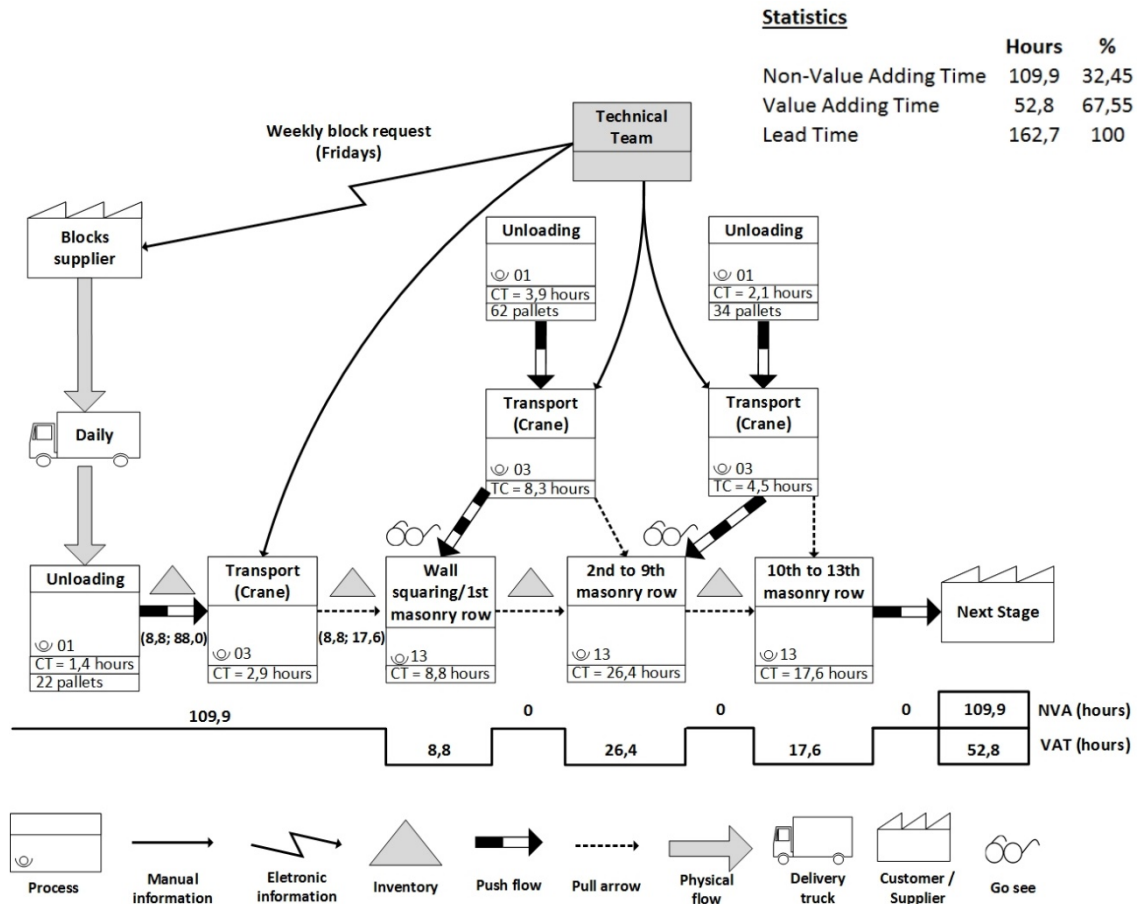 Statistics
Hours %
Non-Value Adding Time 109,9 32,45
Value Adding Time 52,8 67,55
Lead Time 162,7 100
Technical
Team
Weekly block request
(Fridays)
Blocks
supplier
Unloading
01
CT = 3,9 hours
62 pallets
Unloading
01
CT = 2,1 hours
34 pallets
Daily
Transport
(Crane)
03
TC = 8,3 hours
Transport
(Crane)
03
TC = 4,5 hours
Unloading
01
CT = 1,4 hours
22 pallets
(8,8; 88,0)
Transport
(Crane)
03
CT = 2,9 hours
(8,8; 17,6)
Wall
squaring/1st
masonry row
13
CT = 8,8 hours
2nd to 9th
masonry row
13
CT = 26,4 hours
10th to 13th
masonry row
13
CT = 17,6 hours
Next Stage
109,9 0 0 0 109,9 NVA (hours)
8,8 26,4 17,6 52,8 VAT (hours)
Process
Manual
information
Eletronic
information
Inventory
Push flow
Pull arrow
Physical
flow
Delivery
truck
Customer /
Supplier
Go see